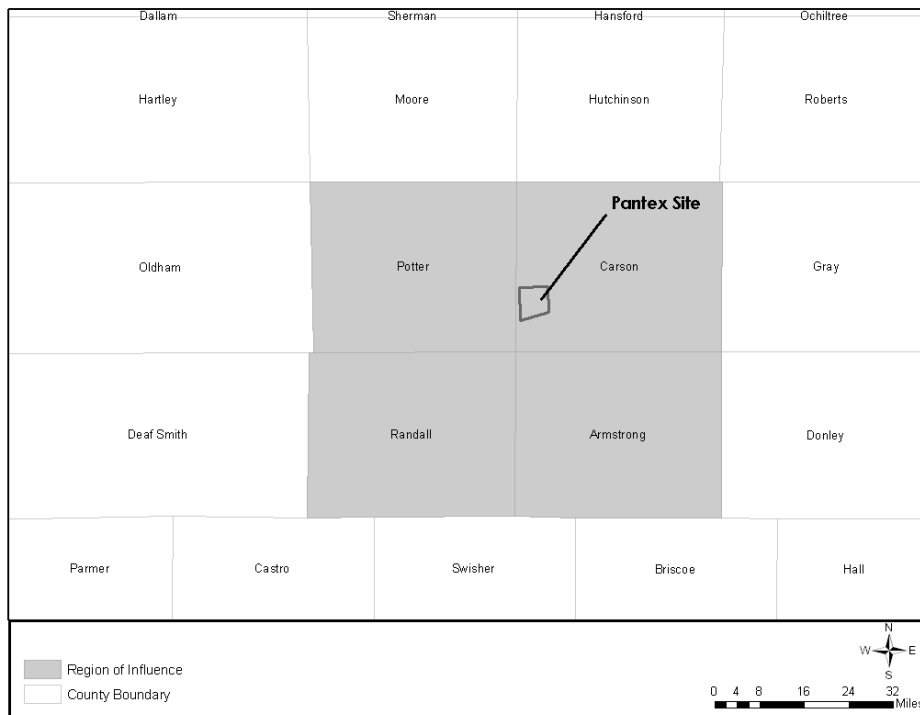 Dallam Sherman Hansford Ochiltree
Hartley Moore Hutchinson Roberts
Pantex Site
Oldham Potter Carson Gray
Deaf Smith Randall Armstrong Donley
Parmer Castro Swisher Briscoe Hall
Region of Influence
County Boundary
N
W E
S
0 4 8 16 24 32
Miles